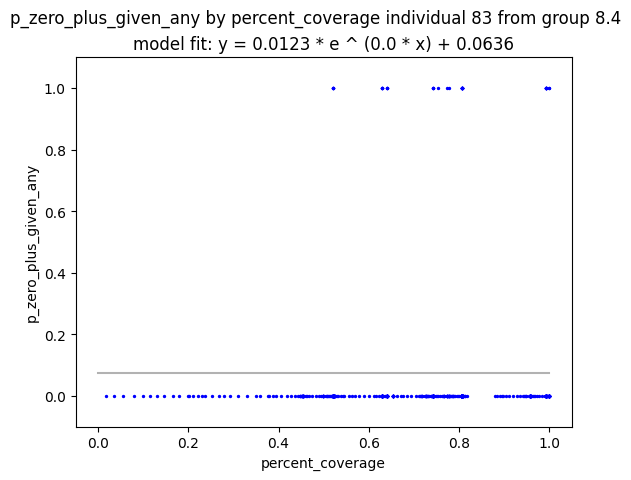 p_zero_plus_given_any by percent_coverage individual 83 from group 8.4
model fit: y = 0.0123 * e ^ (0.0 * x) + 0.0636
p_zero_plus_given_any
1.0
0.8
0.6
0.4
0.2
0.0
0.0 0.2 0.4 0.6 0.8 1.0
percent_coverage